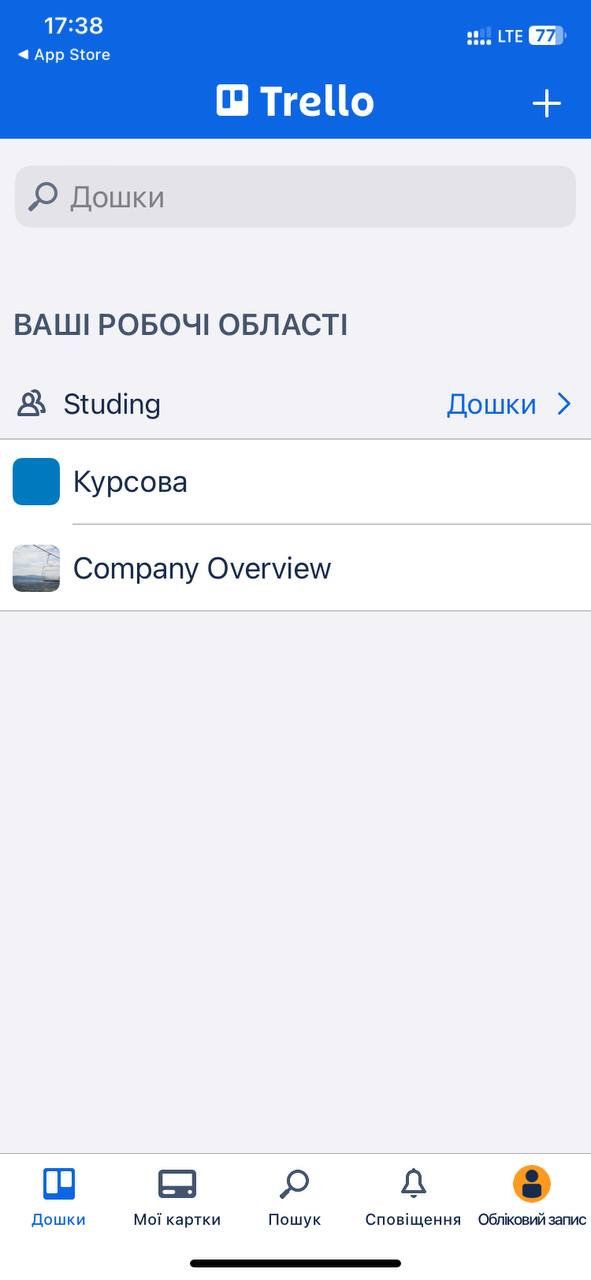 17:38
LTE 77
◀ App Store
Trello
Дошки
ВАШІ РОБОЧІ ОБЛАСТІ
Studing Дошки
Курсова
Company Overview
Дошки Мої картки Пошук Сповіщення Обліковий запис